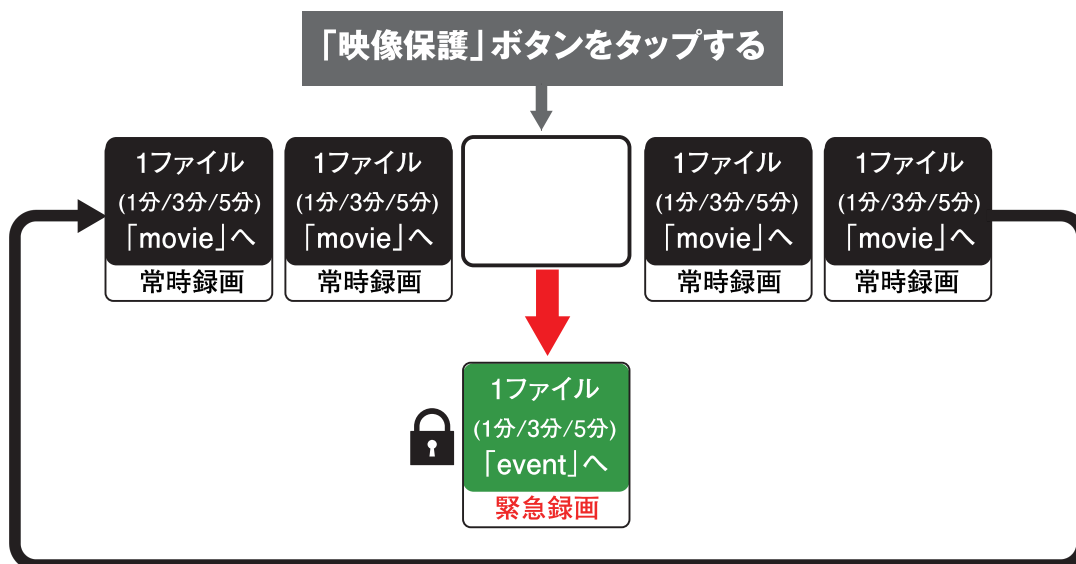 「映像保護」ボタンをタップする
1ファイル
(1分/3分/5分)
「movie」へ
常時録画
1ファイル
(1分/3分/5分)
「movie」へ
常時録画
1ファイル
(1分/3分/5分)
「movie」へ
常時録画
1ファイル
(1分/3分/5分)
「movie」へ
常時録画
1ファイル
(1分/3分/5分)
「event」へ
緊急録画